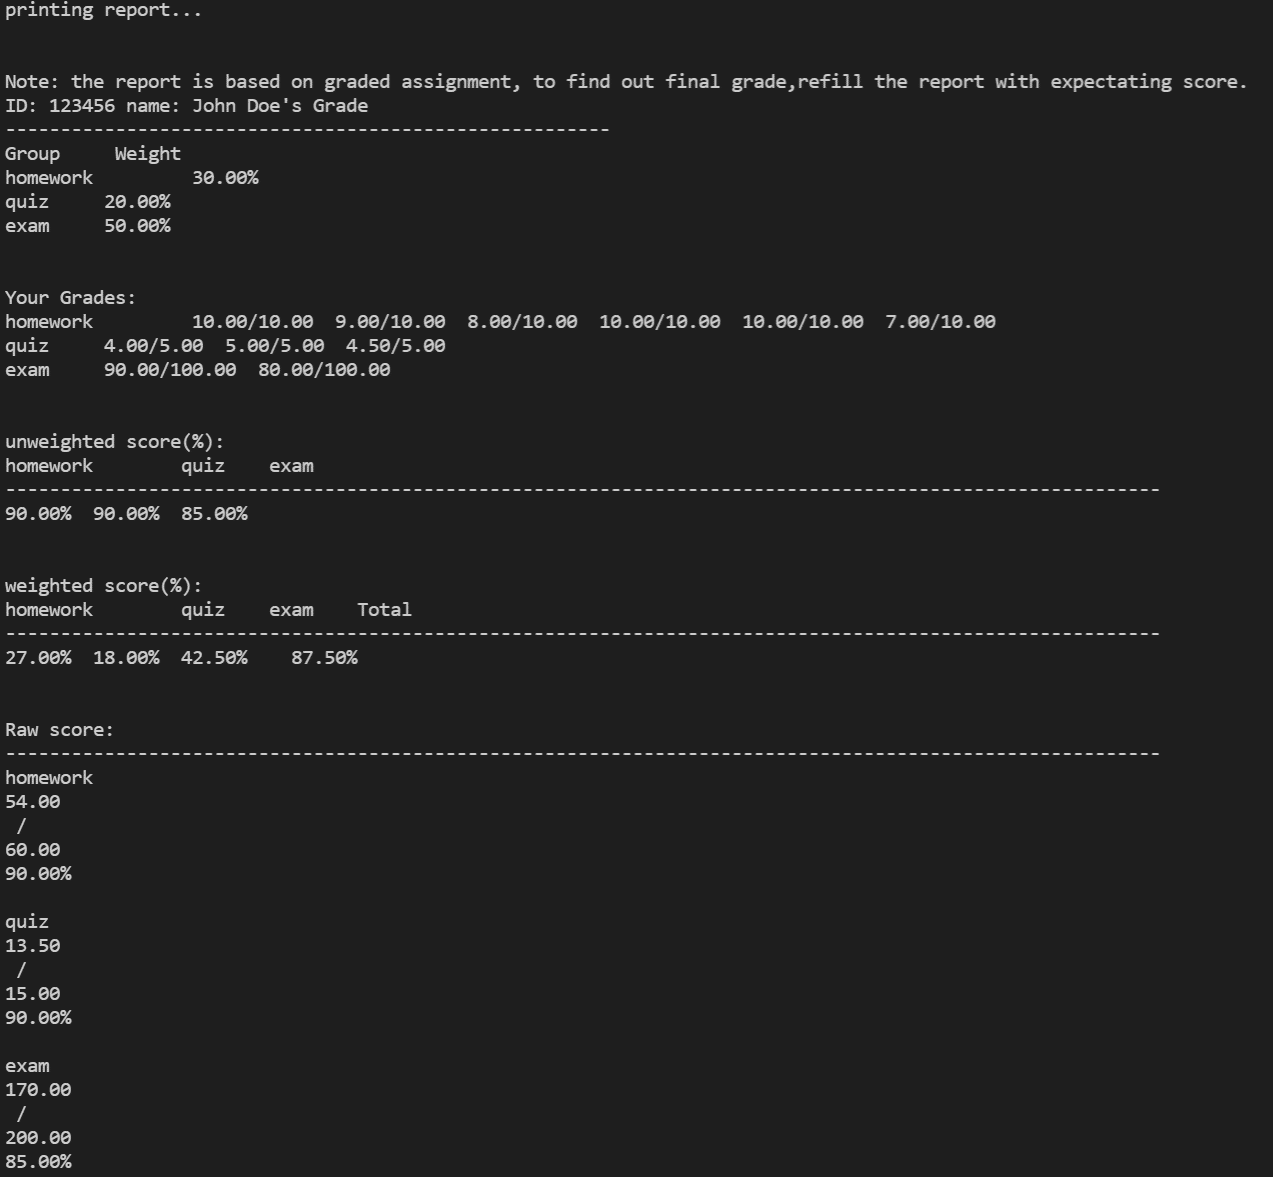 printing report...
Note: the report is based on graded assignment, to find out final grade,refill the report with expectating score.
ID: 123456 name: John Doe's Grade
-------------------------------------------------------
Group     Weight
homework         30.00%
quiz     20.00%
exam     50.00%
Your Grades:
homework         10.00/10.00  9.00/10.00  8.00/10.00  10.00/10.00  10.00/10.00  7.00/10.00
quiz     4.00/5.00  5.00/5.00  4.50/5.00
exam     90.00/100.00  80.00/100.00
unweighted score(%):
homework        quiz    exam
---------------------------------------------------------------------------------------------------------
90.00%  90.00%  85.00%
weighted score(%):
homework        quiz    exam    Total
---------------------------------------------------------------------------------------------------------
27.00%  18.00%  42.50%    87.50%
Raw score:
---------------------------------------------------------------------------------------------------------
homework
54.00
 /
60.00
90.00%
quiz
13.50
 /
15.00
90.00%
exam
170.00
 /
200.00
85.00%